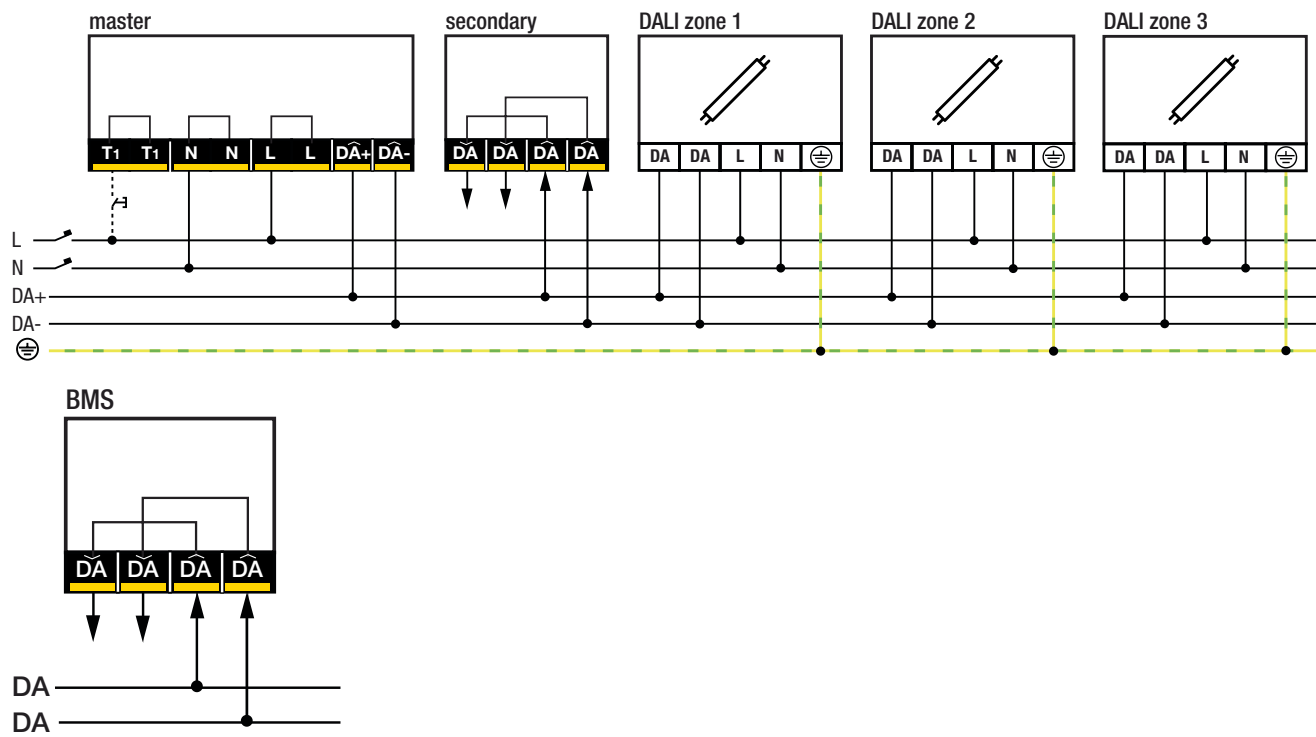 master
secondary
DALI zone 1
DALI zone 2
DALI zone 3
T1 T1 N N L L DA+ DA-
DA DA DA DA
DA DA L N
DA DA L N
DA DA L N
L
N
DA+
DA-
BMS
DA DA DA DA
DA
DA